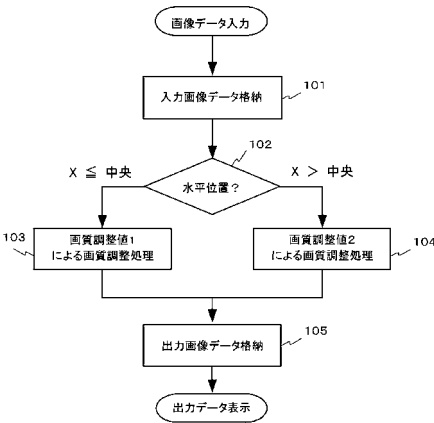 画像データ入力
入力画像データ格納
101
102
水平位置?
X ≦ 中央
X > 中央
103
画質調整値1
による画質調整処理
画質調整値2
による画質調整処理
104
出力画像データ格納
105
出力データ表示